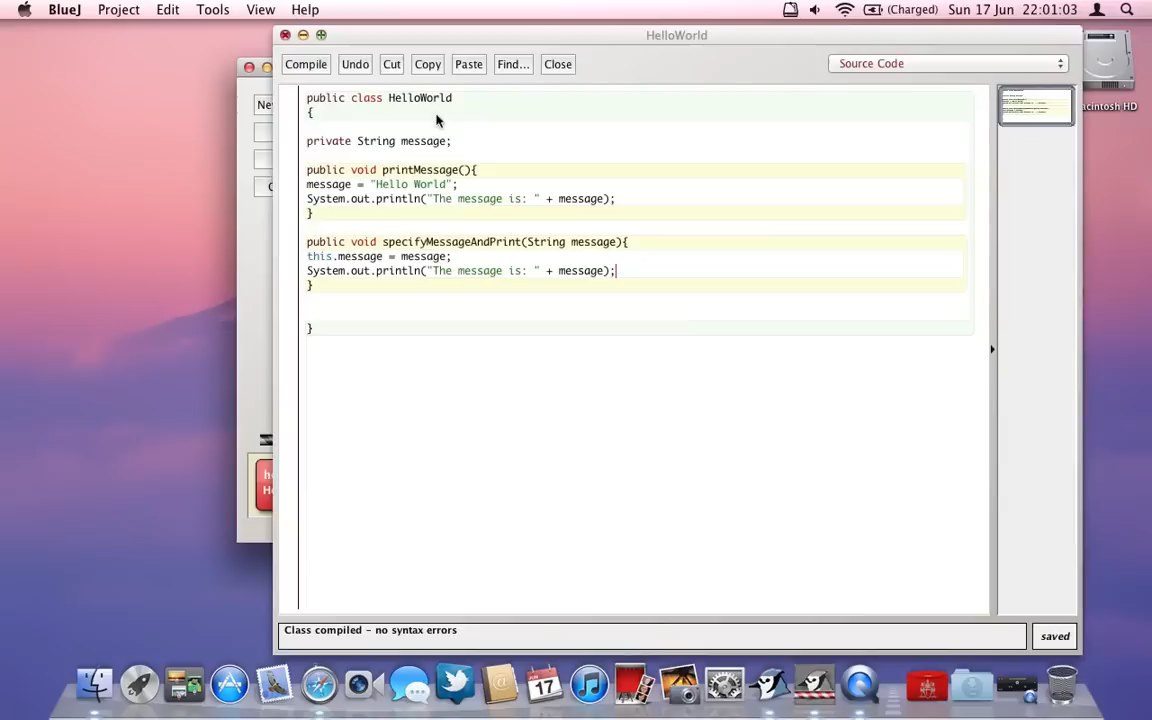 BlueJ Project Edit Tools View Help (Charged) Sun 17 Jun 22:01:03
HelloWorld
Compile Undo Cut Copy Paste Find... Close Source Code
public class HelloWorld
{
private String message;
public void printMessage(){
message = "Hello World";
System.out.println("The message is: " + message);
}
public void specifyMessageAndPrint(String message){
this.message = message;
System.out.println("The message is: " + message);
}
}
Class compiled - no syntax errors
saved
17